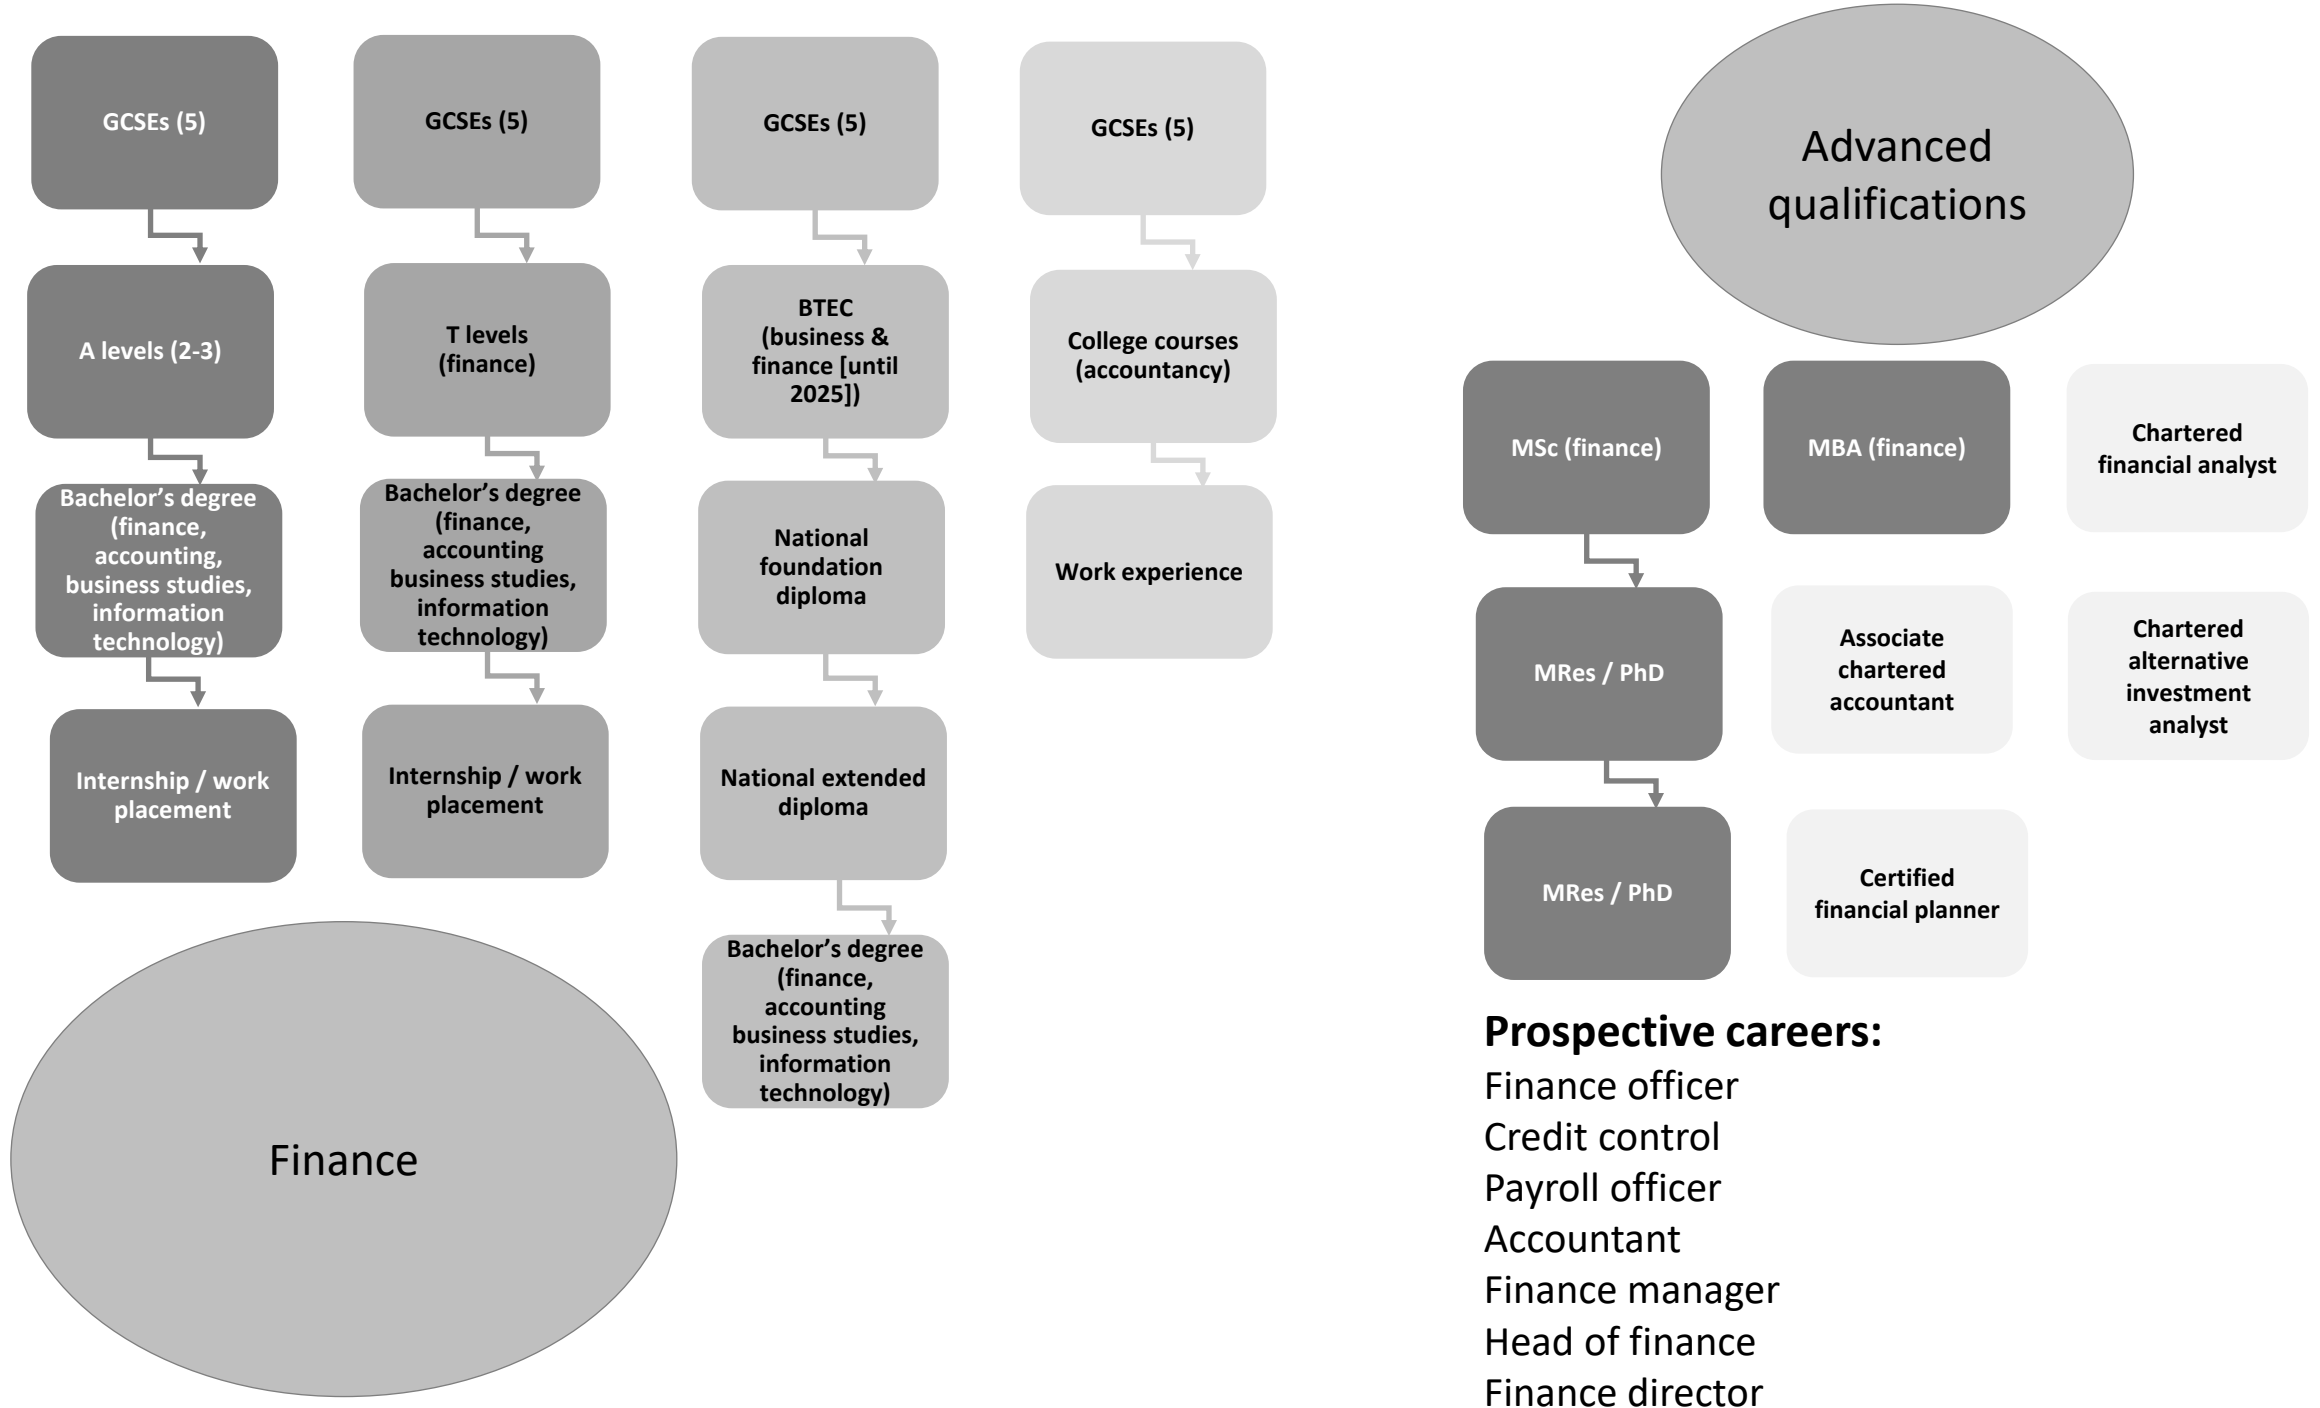 GCSEs (5)
A levels (2-3)
Bachelor’s degree
(finance,
accounting,
business studies,
information
technology)
Internship / work
placement
GCSEs (5)
T levels
(finance)
Bachelor’s degree
(finance,
accounting
business studies,
information
technology)
Internship / work
placement
GCSEs (5)
BTEC
(business &
finance [until
2025])
National
foundation
diploma
National extended
diploma
Bachelor’s degree
(finance,
accounting
business studies,
information
technology)
GCSEs (5)
College courses
(accountancy)
Work experience
Finance
Advanced
qualifications
MSc (finance)
MRes / PhD
MRes / PhD
MBA (finance)
Associate
chartered
accountant
Certified
financial planner
Chartered
financial analyst
Chartered
alternative
investment
analyst
Prospective careers:
Finance officer
Credit control
Payroll officer
Accountant
Finance manager
Head of finance
Finance director